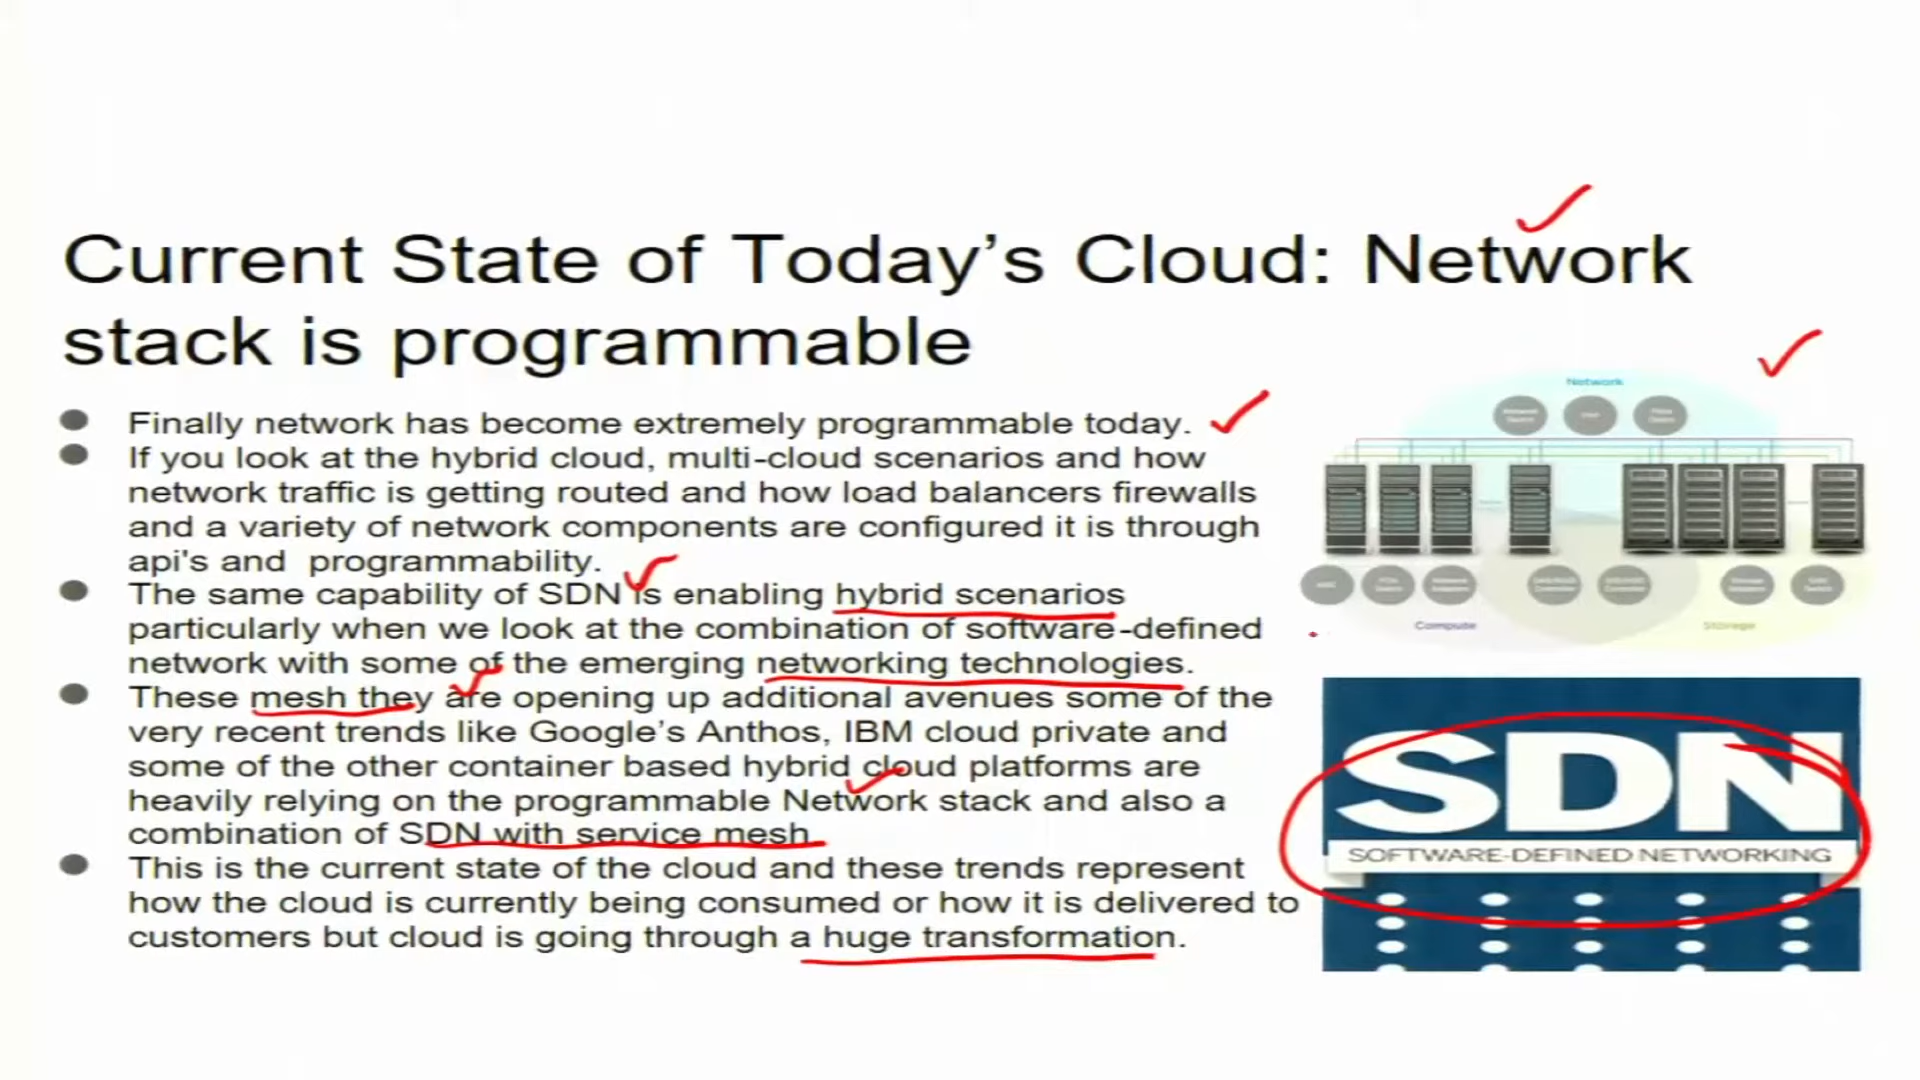 Current State of Today’s Cloud: Network
stack is programmable
Finally network has become extremely programmable today.
If you look at the hybrid cloud, multi-cloud scenarios and how
network traffic is getting routed and how load balancers firewalls
and a variety of network components are configured it is through
api's and programmability.
The same capability of SDN is enabling hybrid scenarios
particularly when we look at the combination of software-defined
network with some of the emerging networking technologies.
These mesh they are opening up additional avenues some of the
very recent trends like Google’s Anthos, IBM cloud private and
some of the other container based hybrid cloud platforms are
heavily relying on the programmable Network stack and also a
combination of SDN with service mesh.
This is the current state of the cloud and these trends represent
how the cloud is currently being consumed or how it is delivered to
customers but cloud is going through a huge transformation.
Network
Compute
Storage
SDN
SOFTWARE-DEFINED NETWORKING